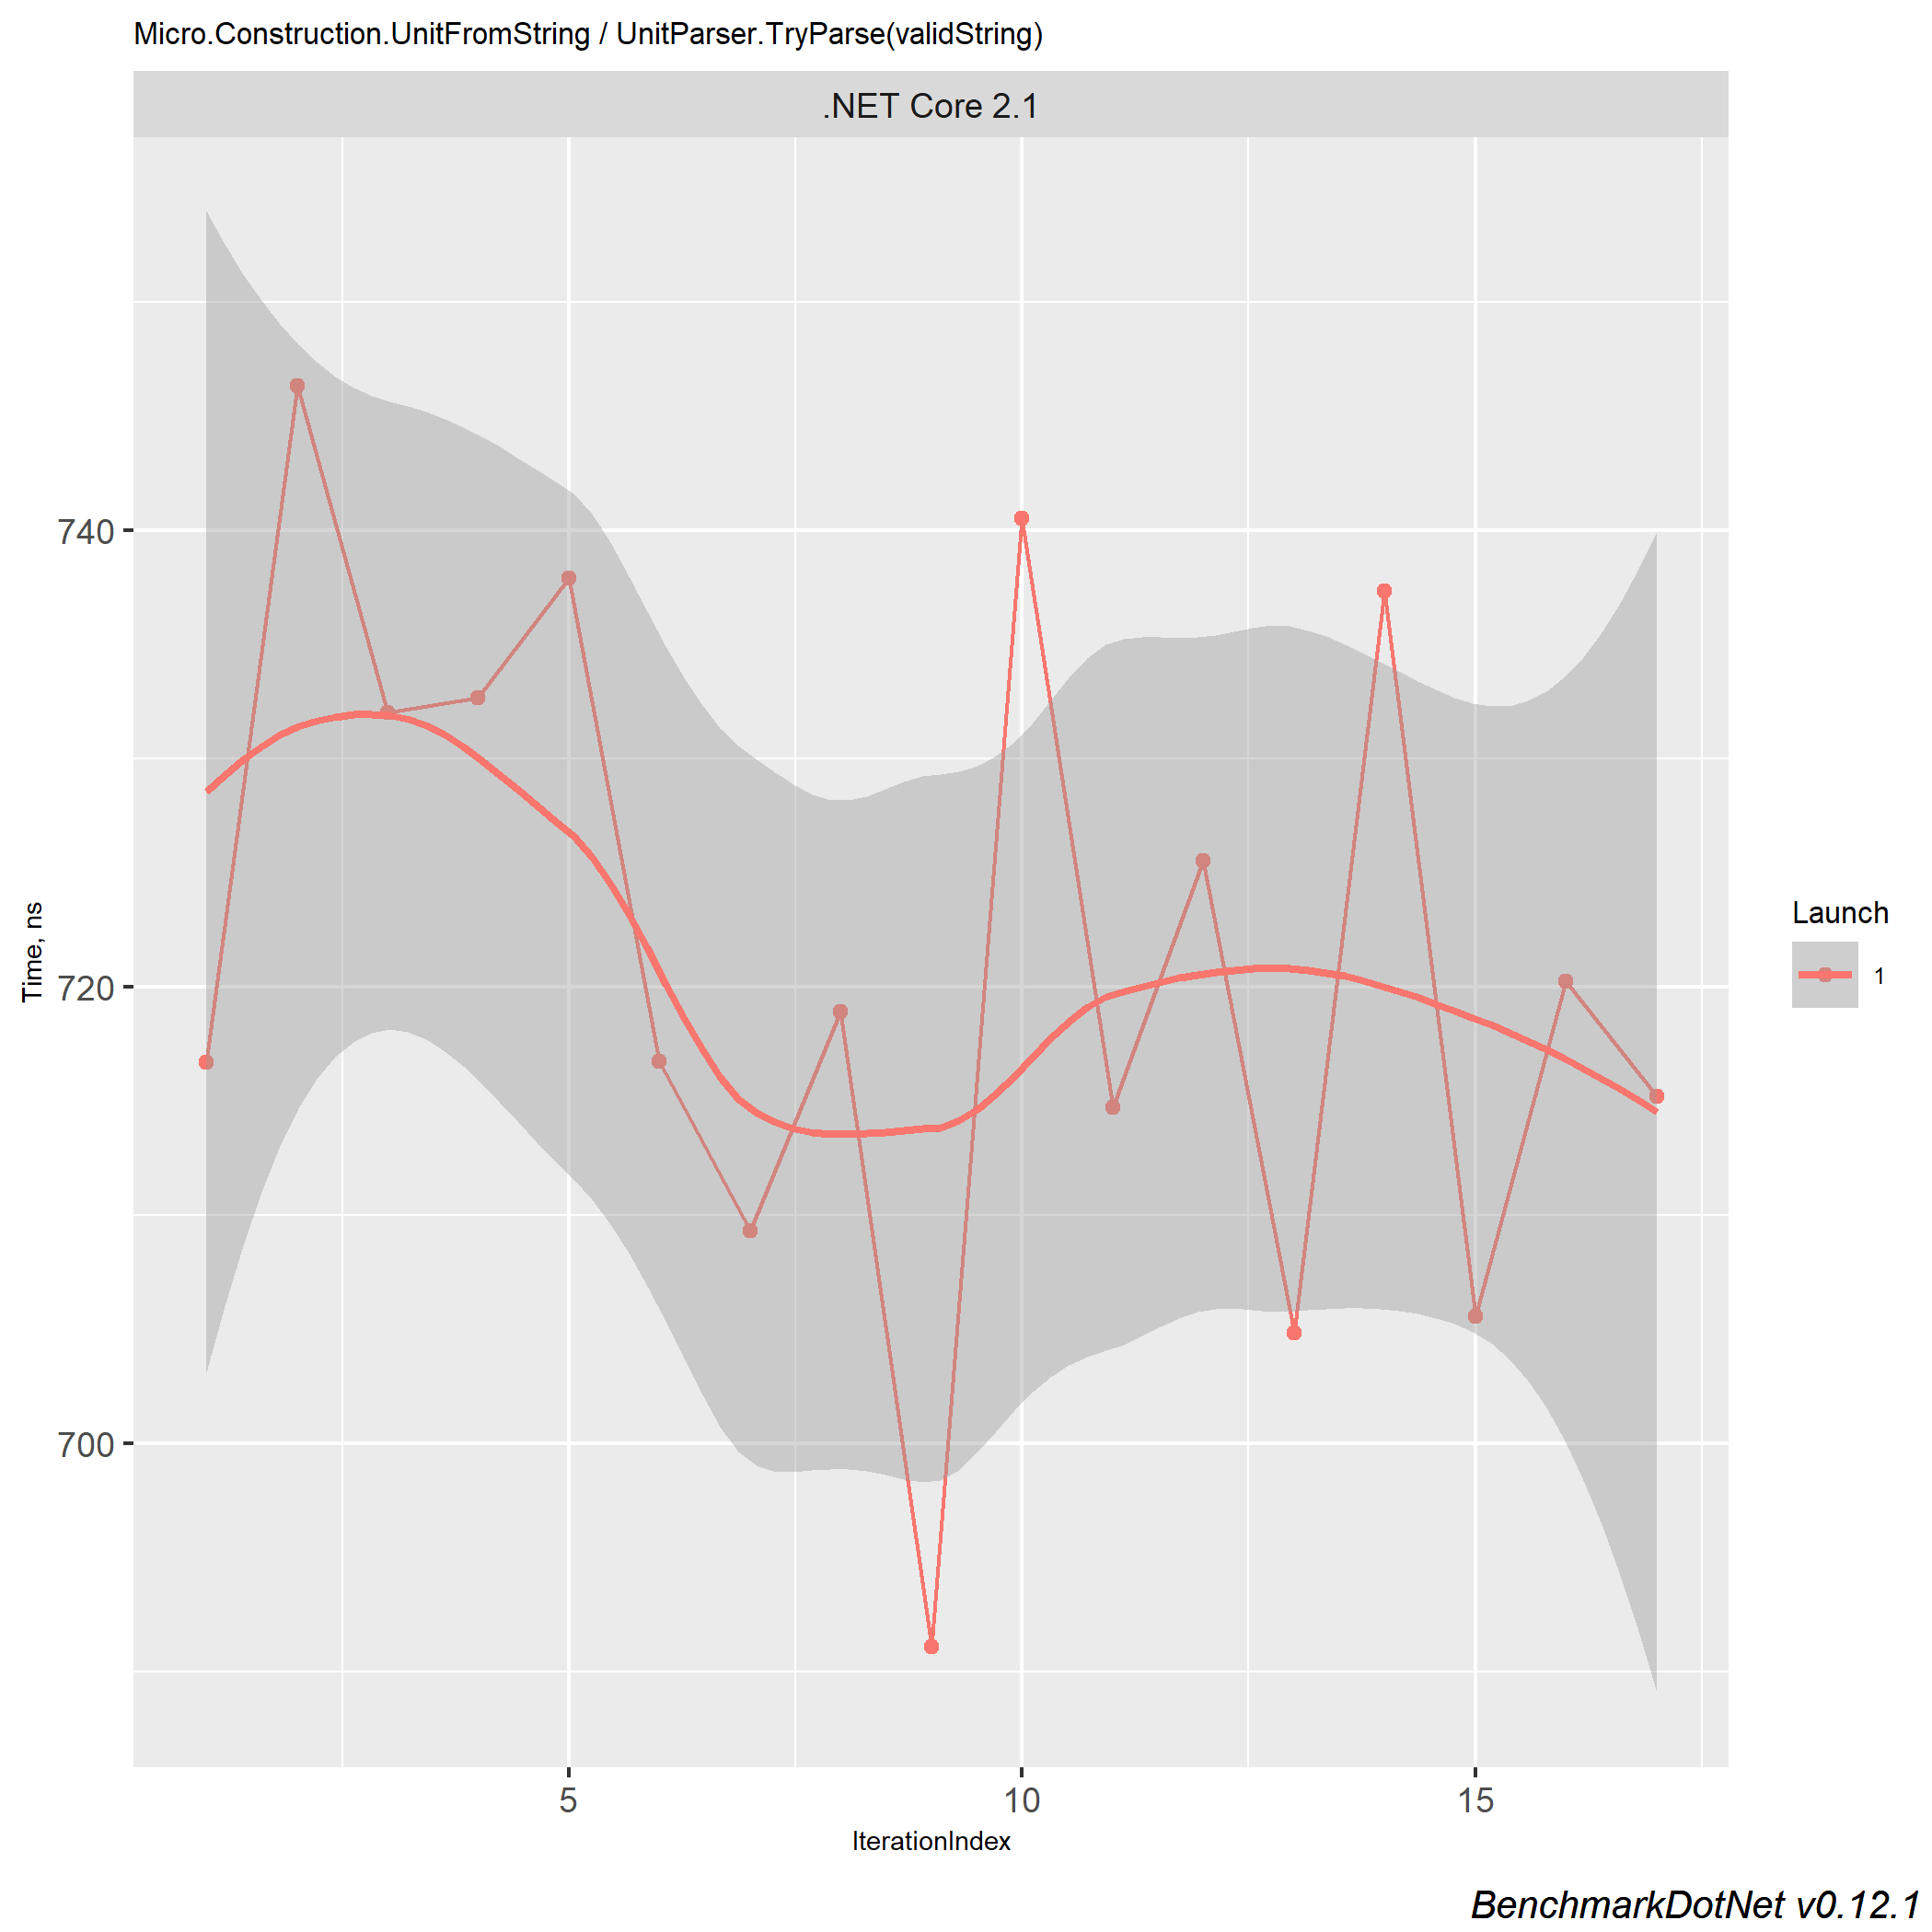 Micro.Construction.UnitFromString / UnitParser.TryParse(validString)
.NET Core 2.1
740
720
700
Time, ns
5 10 15
IterationIndex
Launch
1
BenchmarkDotNet v0.12.1